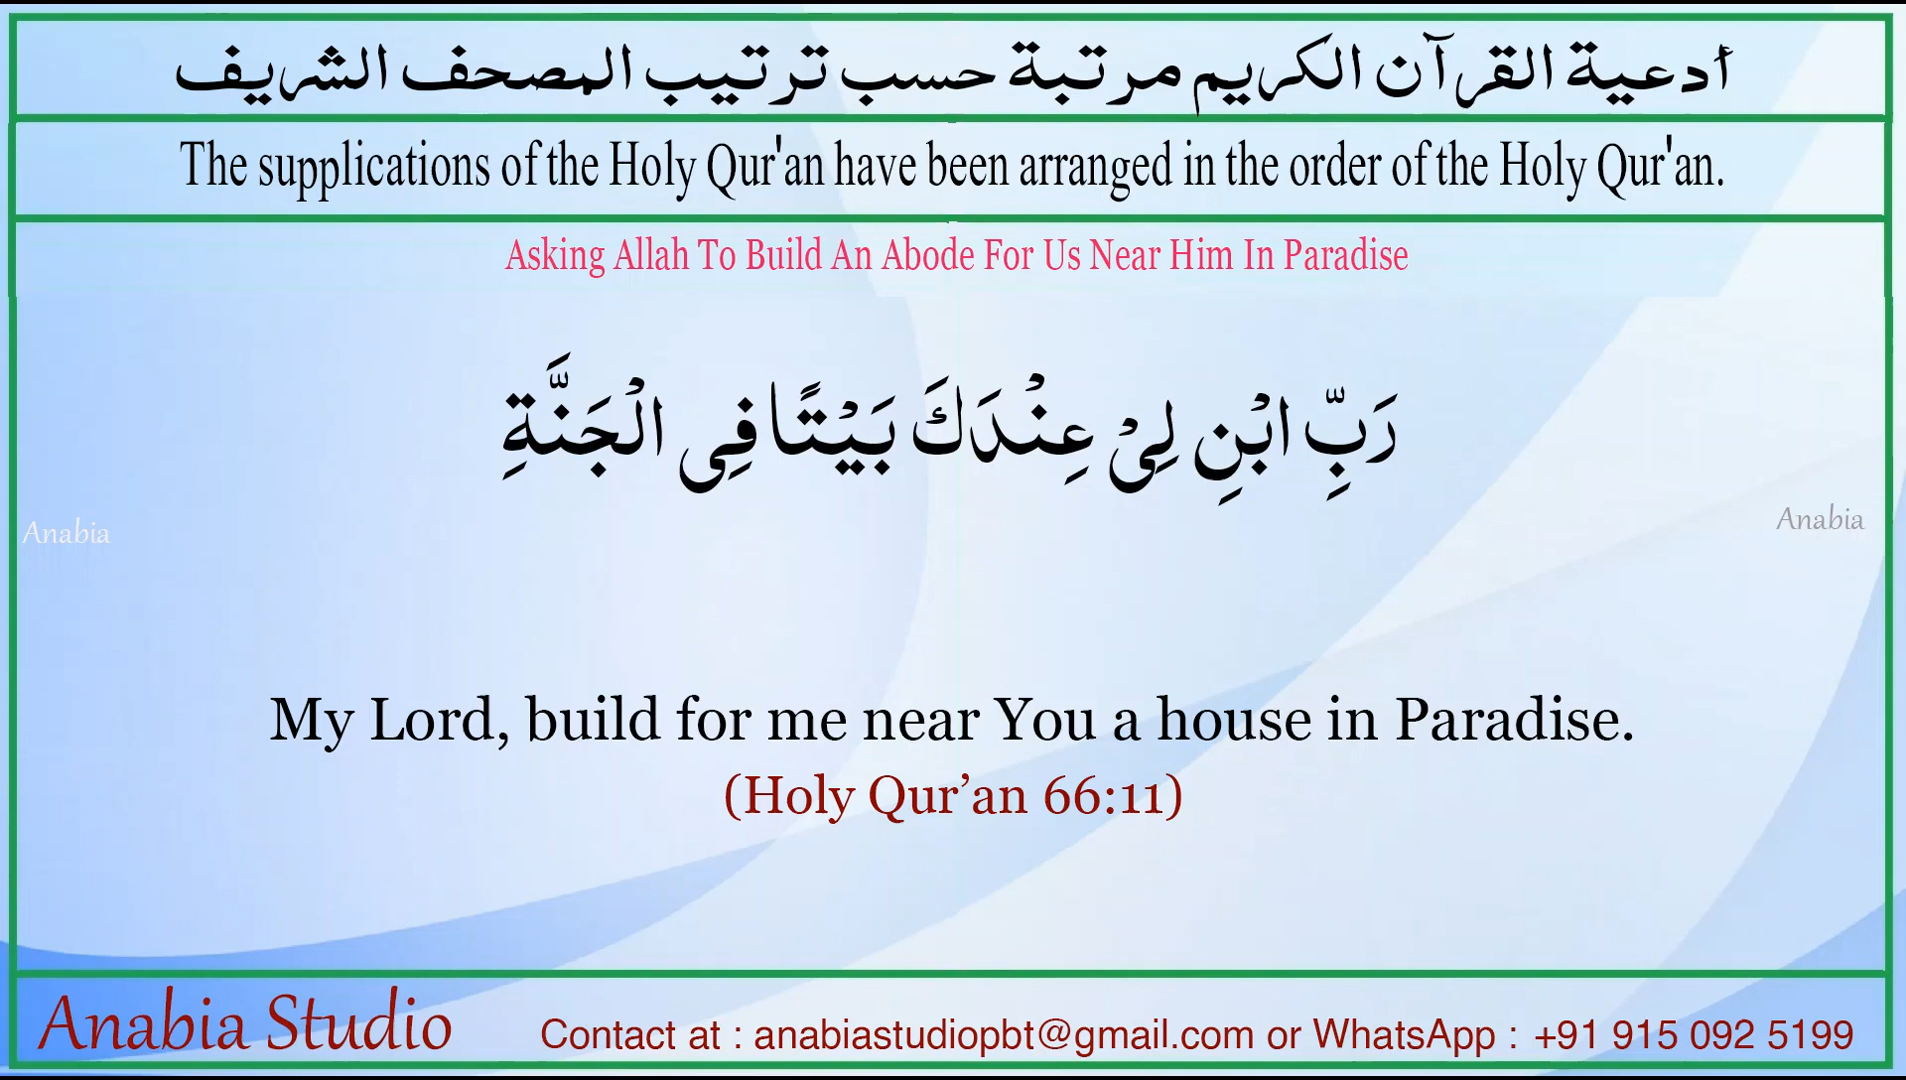 أدعية القرآن الكريم مرتبة حسب ترتيب المصحف الشريف
The supplications of the Holy Qur'an have been arranged in the order of the Holy Qur'an.
Asking Allah To Build An Abode For Us Near Him In Paradise
رَبِّ ابْنِ لِیْ عِنْدَكَ بَیْتًا فِی الْجَنَّةِ
Anabia
Anabia
My Lord, build for me near You a house in Paradise.
(Holy Qur’an 66:11)
Anabia Studio
Contact at : anabiastudiopbt@gmail.com or WhatsApp : +91 915 092 5199